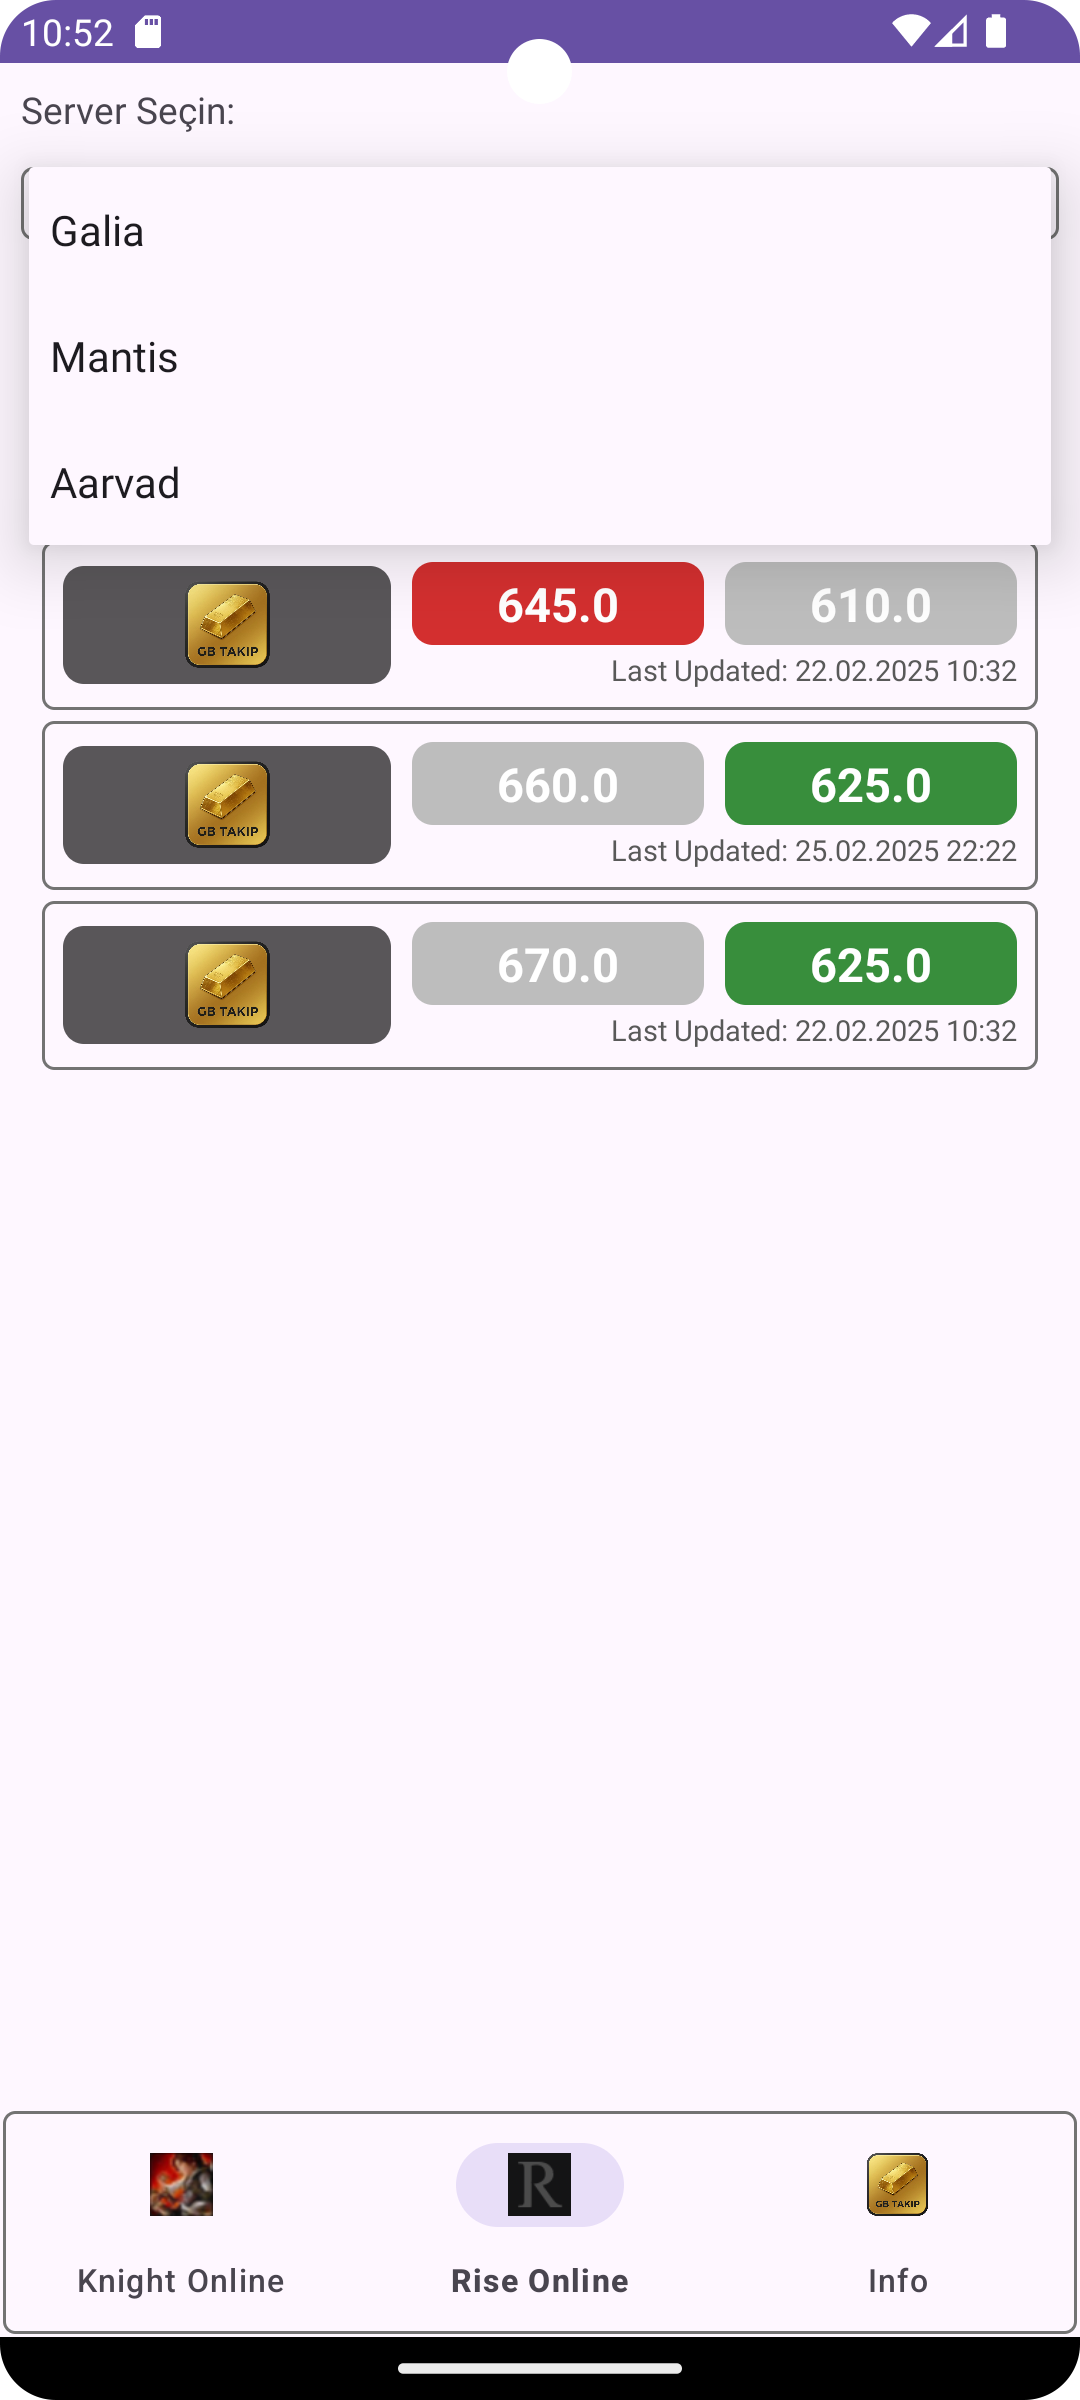 10:52
Server Seçin:
Galia
Mantis
Aarvad
645.0 610.0
GB TAKIP
Last Updated: 22.02.2025 10:32
660.0 625.0
GB TAKIP
Last Updated: 25.02.2025 22:22
670.0 625.0
GB TAKIP
Last Updated: 22.02.2025 10:32
R
GB TAKIP
Knight Online Rise Online Info